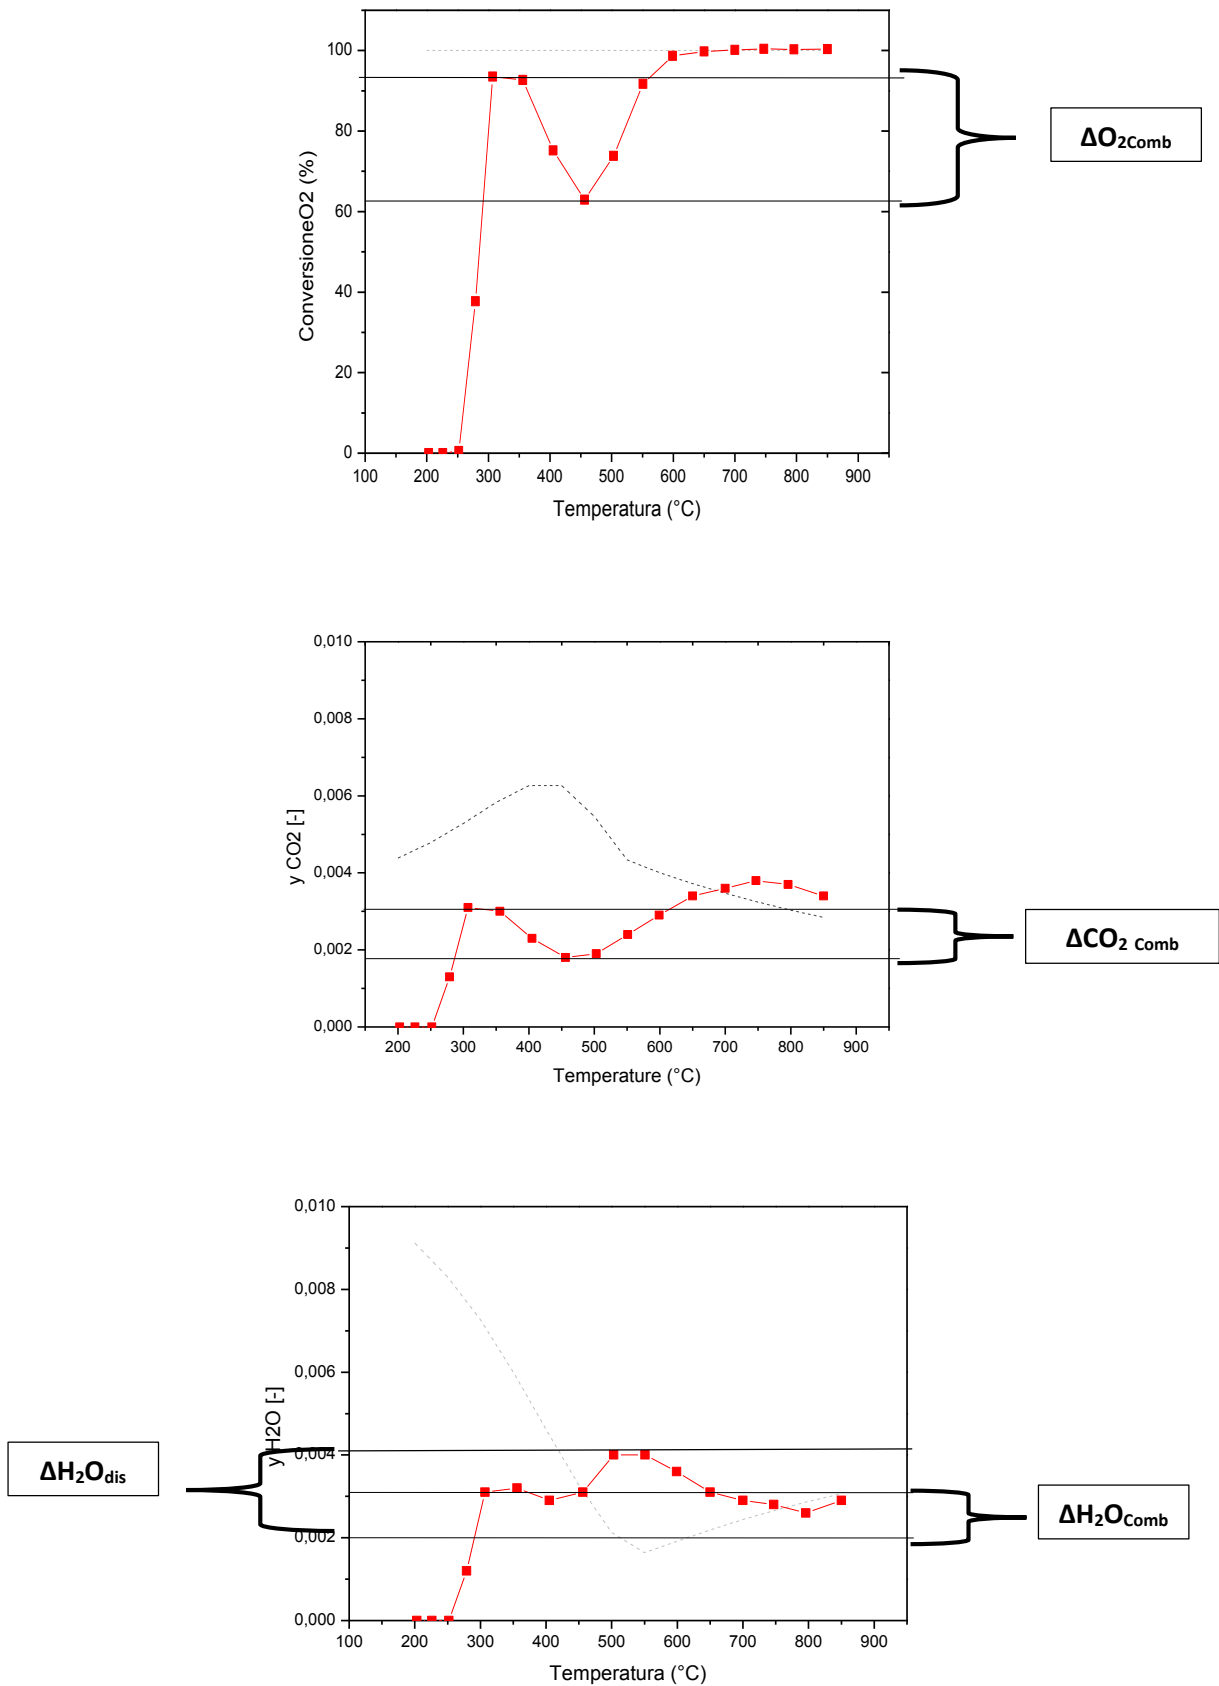 100
80
60
40
20
0
ConversioneO2 (%)
100 200 300 400 500 600 700 800 900
Temperatura (°C)
ΔO2Comb
0,010
0,008
0,006
0,004
0,002
0,000
y CO2 [-]
200 300 400 500 600 700 800 900
Temperature (°C)
ΔCO2 Comb
0,010
0,008
0,006
0,004
0,002
0,000
y H2O [-]
100 200 300 400 500 600 700 800 900
Temperatura (°C)
ΔH2Odis
ΔH2OComb